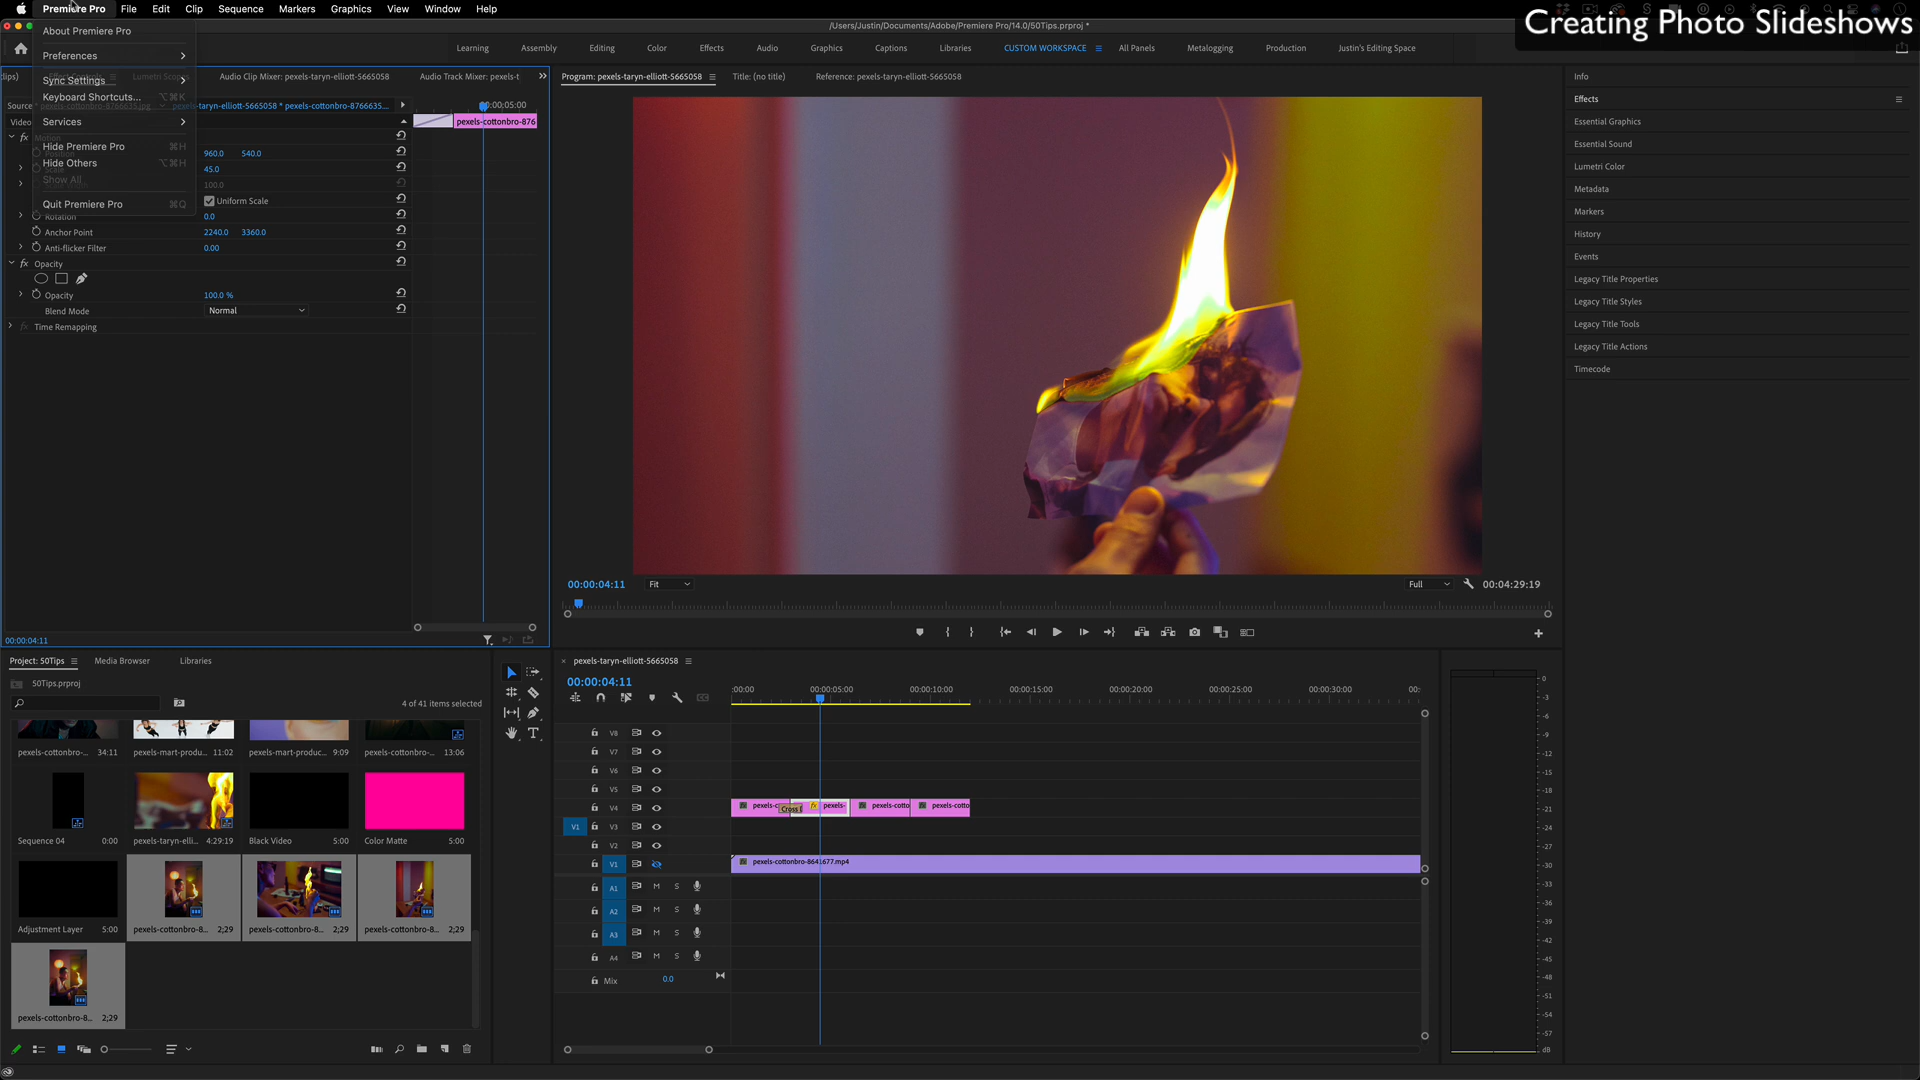 Premiere Pro File Edit Clip Sequence Markers Graphics View Window Help
/Users/Justin/Documents/Adobe/Premiere Pro/14.0/50Tips.prproj *
Creating Photo Slideshows
About Premiere Pro
Preferences
Sync Settings
Keyboard Shortcuts... ⌥⌘K
Services
Hide Premiere Pro ⌘H
Hide Others ⌥⌘H
Show All
Quit Premiere Pro ⌘Q
Learning Assembly Editing Color Effects Audio Graphics Captions Libraries CUSTOM WORKSPACE All Panels Metalogging Production Justin's Editing Space
Audio Clip Mixer: pexels-taryn-elliott-5665058 Audio Track Mixer: pexels-t
pexels-taryn-elliott-5665058 * pexels-cottonbro-8766635...
00:00:05:00
Video
pexels-cottonbro-876
Motion
Position 960.0 540.0
Scale 45.0
100.0
Uniform Scale
Rotation 0.0
Anchor Point 2240.0 3360.0
Anti-flicker Filter 0.00
Opacity
Opacity 100.0 %
Blend Mode Normal
Time Remapping
00:00:04:11
Program: pexels-taryn-elliott-5665058 Title: (no title) Reference: pexels-taryn-elliott-5665058
00:00:04:11 Fit Full 00:04:29:19
Info
Effects
Essential Graphics
Essential Sound
Lumetri Color
Metadata
Markers
History
Events
Legacy Title Properties
Legacy Title Styles
Legacy Title Tools
Legacy Title Actions
Timecode
Project: 50Tips Media Browser Libraries
50Tips.prproj
4 of 41 items selected
pexels-cottonbro-... 34:11 pexels-mart-produc... 11:02 pexels-mart-produc... 9:09 pexels-cottonbro-... 13:06
Sequence 04 0:00 pexels-taryn-elli... 4:29:19 Black Video 5:00 Color Matte 5:00
Adjustment Layer 5:00 pexels-cottonbro-8... 2;29 pexels-cottonbro-8... 2;29 pexels-cottonbro-8... 2;29
pexels-cottonbro-8... 2;29
pexels-taryn-elliott-5665058
00:00:04:11
:00:00 00:00:05:00 00:00:10:00 00:00:15:00 00:00:20:00 00:00:25:00 00:00:30:00 00:
V8
V7
V6
V5
V4 pexels-c Cross D pexels- pexels-cotto pexels-cotto
V1 V3
V2
V1 pexels-cottonbro-8641677.mp4
A1 M S
A2 M S
A3 M S
A4 M S
Mix 0.0
0
-3
-6
-9
-12
-15
-18
-21
-24
-27
-30
-33
-36
-39
-42
-45
-48
-51
-54
-57
dB